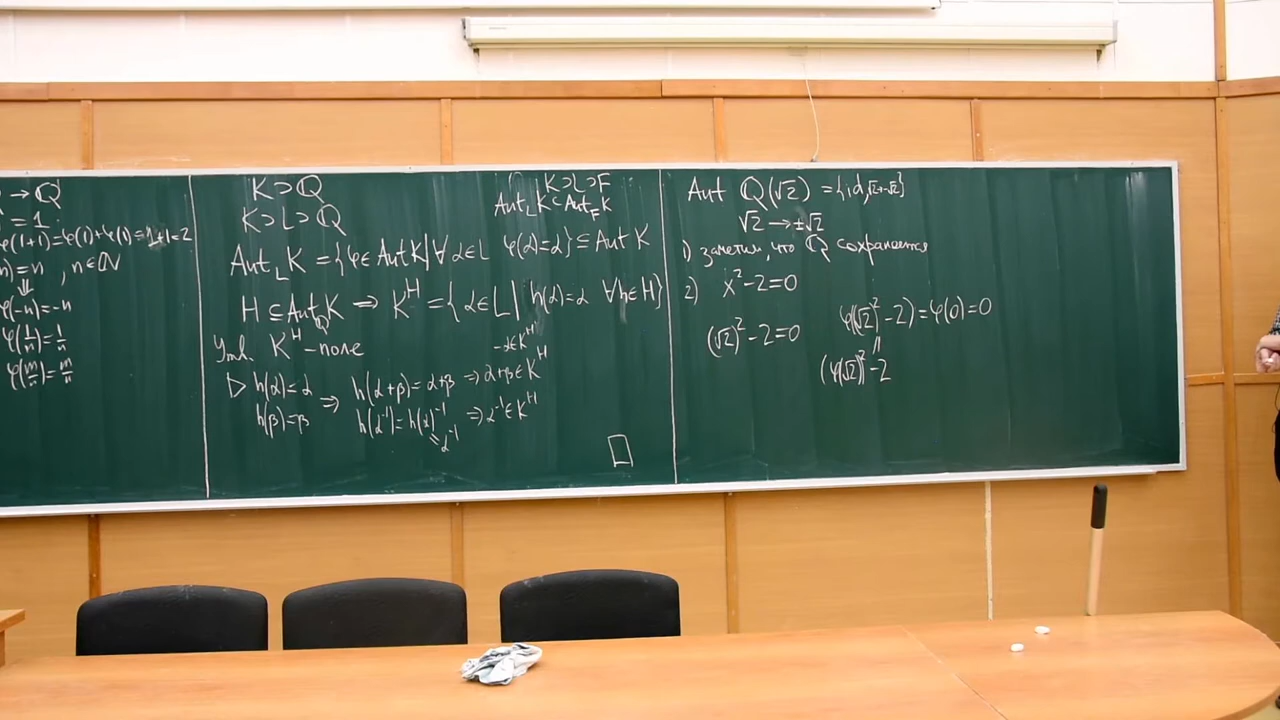 → ℚ
= 1
φ(1+1)=φ(1)+φ(1)=1+1=2
)=n , n∈ℕ
⇓
φ(-n)=-n
φ(1/n)=1/n
φ(m/n)=m/n
K⊃ℚ
K⊃L⊃ℚ
K⊃L⊃F
Aut_L K ⊂ Aut_F K
Aut_L K = {φ∈Aut K | ∀ α∈L φ(α)=α} ⊆ Aut K
H ⊆ Aut_ℚ K ⇒ K^H = {α∈L | h(α)=α ∀h∈H}
Утв. K^H – поле
-α∈K^H
▷ h(α)=α ⇒ h(α+β)=α+β ⇒ α+β∈K^H
h(β)=β h(α^{-1})=h(α)^{-1} ⇒ α^{-1}∈K^H
= α^{-1}
□
Aut ℚ(√2) = {id, √2→-√2}
√2 → ±√2
1) заметим, что ℚ сохраняется
2) x²-2=0
(√2)²-2=0
φ((√2)²-2)=φ(0)=0
||
(φ(√2))²-2